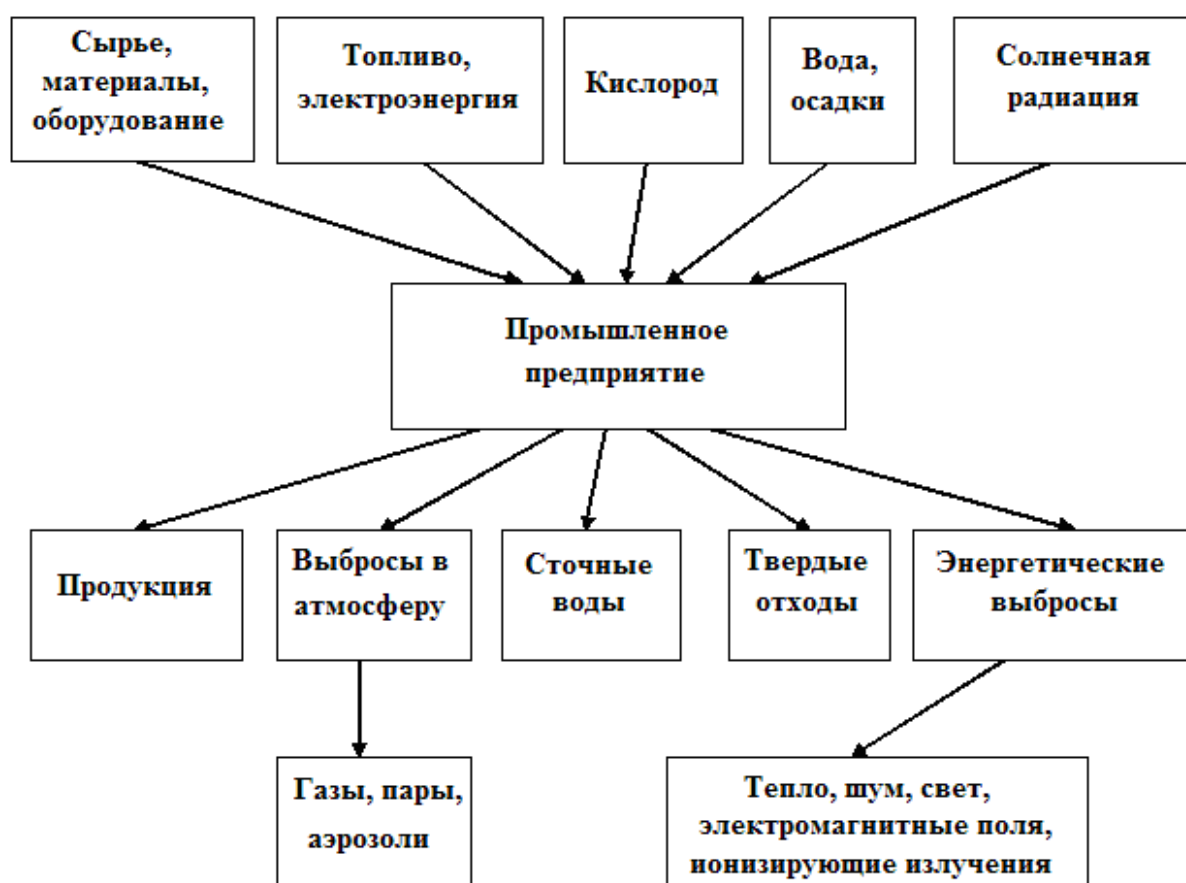 Сырье,
материалы,
оборудование
Топливо,
электроэнергия
Кислород
Вода,
осадки
Солнечная
радиация
Промышленное
предприятие
Продукция
Выбросы в
атмосферу
Сточные
воды
Твердые
отходы
Энергетические
выбросы
Газы, пары,
аэрозоли
Тепло, шум, свет,
электромагнитные поля,
ионизирующие излучения